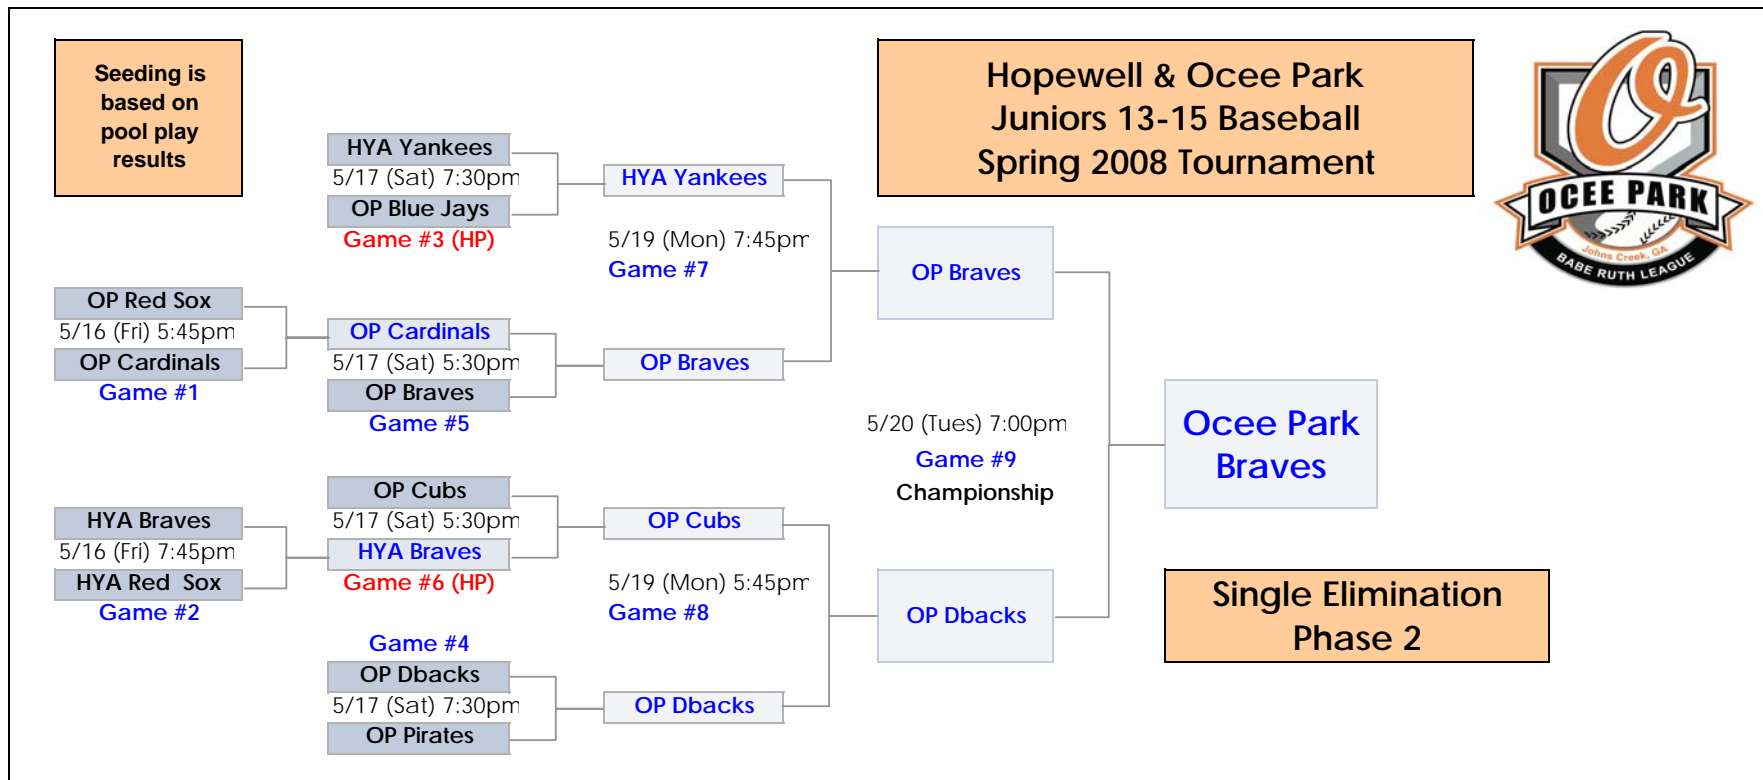 Seeding is
based on
pool play
results
Hopewell & Ocee Park
Juniors 13-15 Baseball
Spring 2008 Tournament
O
OCEE PARK
Johns Creek, GA
BABE RUTH LEAGUE
HYA Yankees
5/17 (Sat) 7:30pm
OP Blue Jays
Game #3 (HP)
HYA Yankees
5/19 (Mon) 7:45pm
Game #7
OP Braves
OP Red Sox
5/16 (Fri) 5:45pm
OP Cardinals
Game #1
OP Cardinals
5/17 (Sat) 5:30pm
OP Braves
Game #5
OP Braves
5/20 (Tues) 7:00pm
Game #9
Championship
Ocee Park
Braves
HYA Braves
5/16 (Fri) 7:45pm
HYA Red  Sox
Game #2
OP Cubs
5/17 (Sat) 5:30pm
HYA Braves
Game #6 (HP)
OP Cubs
5/19 (Mon) 5:45pm
Game #8
OP Dbacks
Single Elimination
Phase 2
Game #4
OP Dbacks
5/17 (Sat) 7:30pm
OP Pirates
OP Dbacks